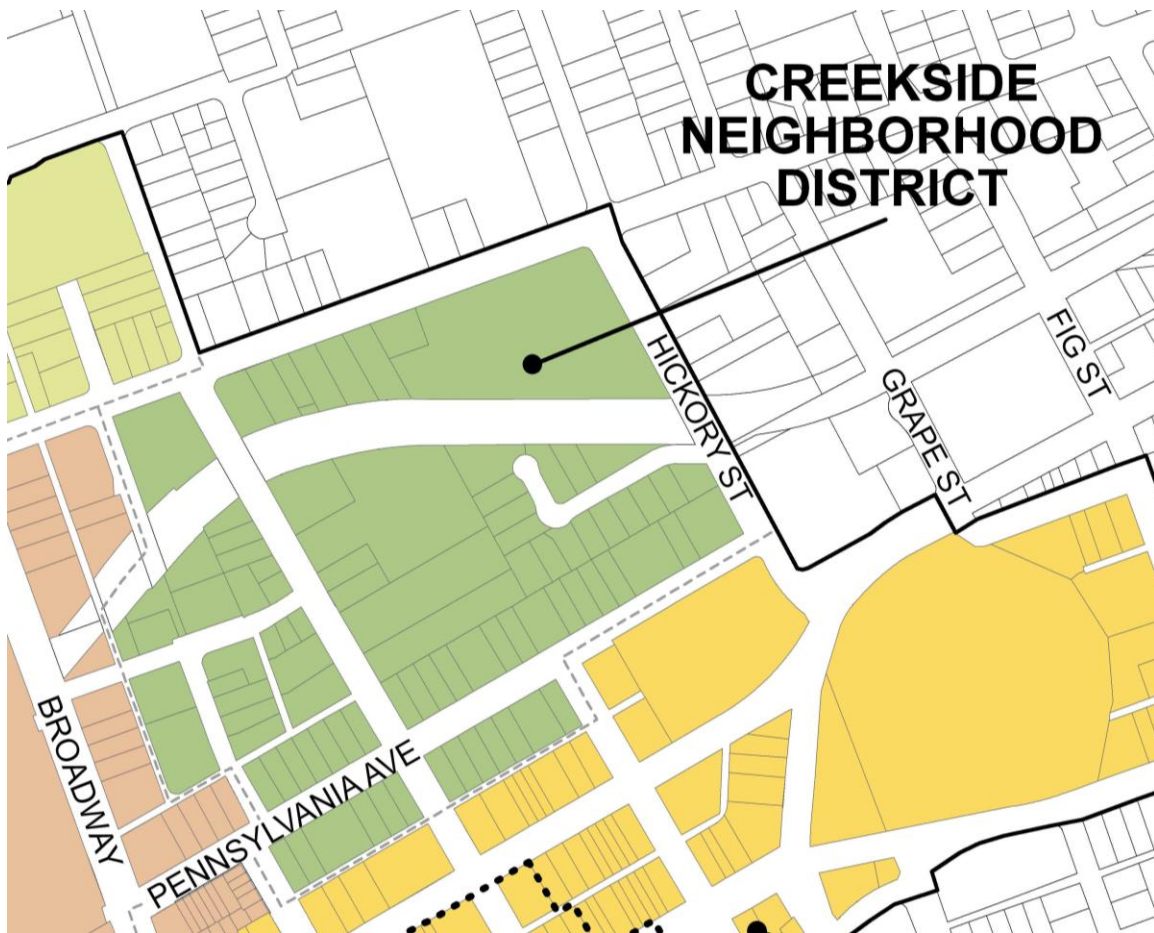 CREEKSIDE
NEIGHBORHOOD
DISTRICT
FIG ST
HICKORY ST
GRAPE ST
BROADWAY
PENNSYLVANIA AVE